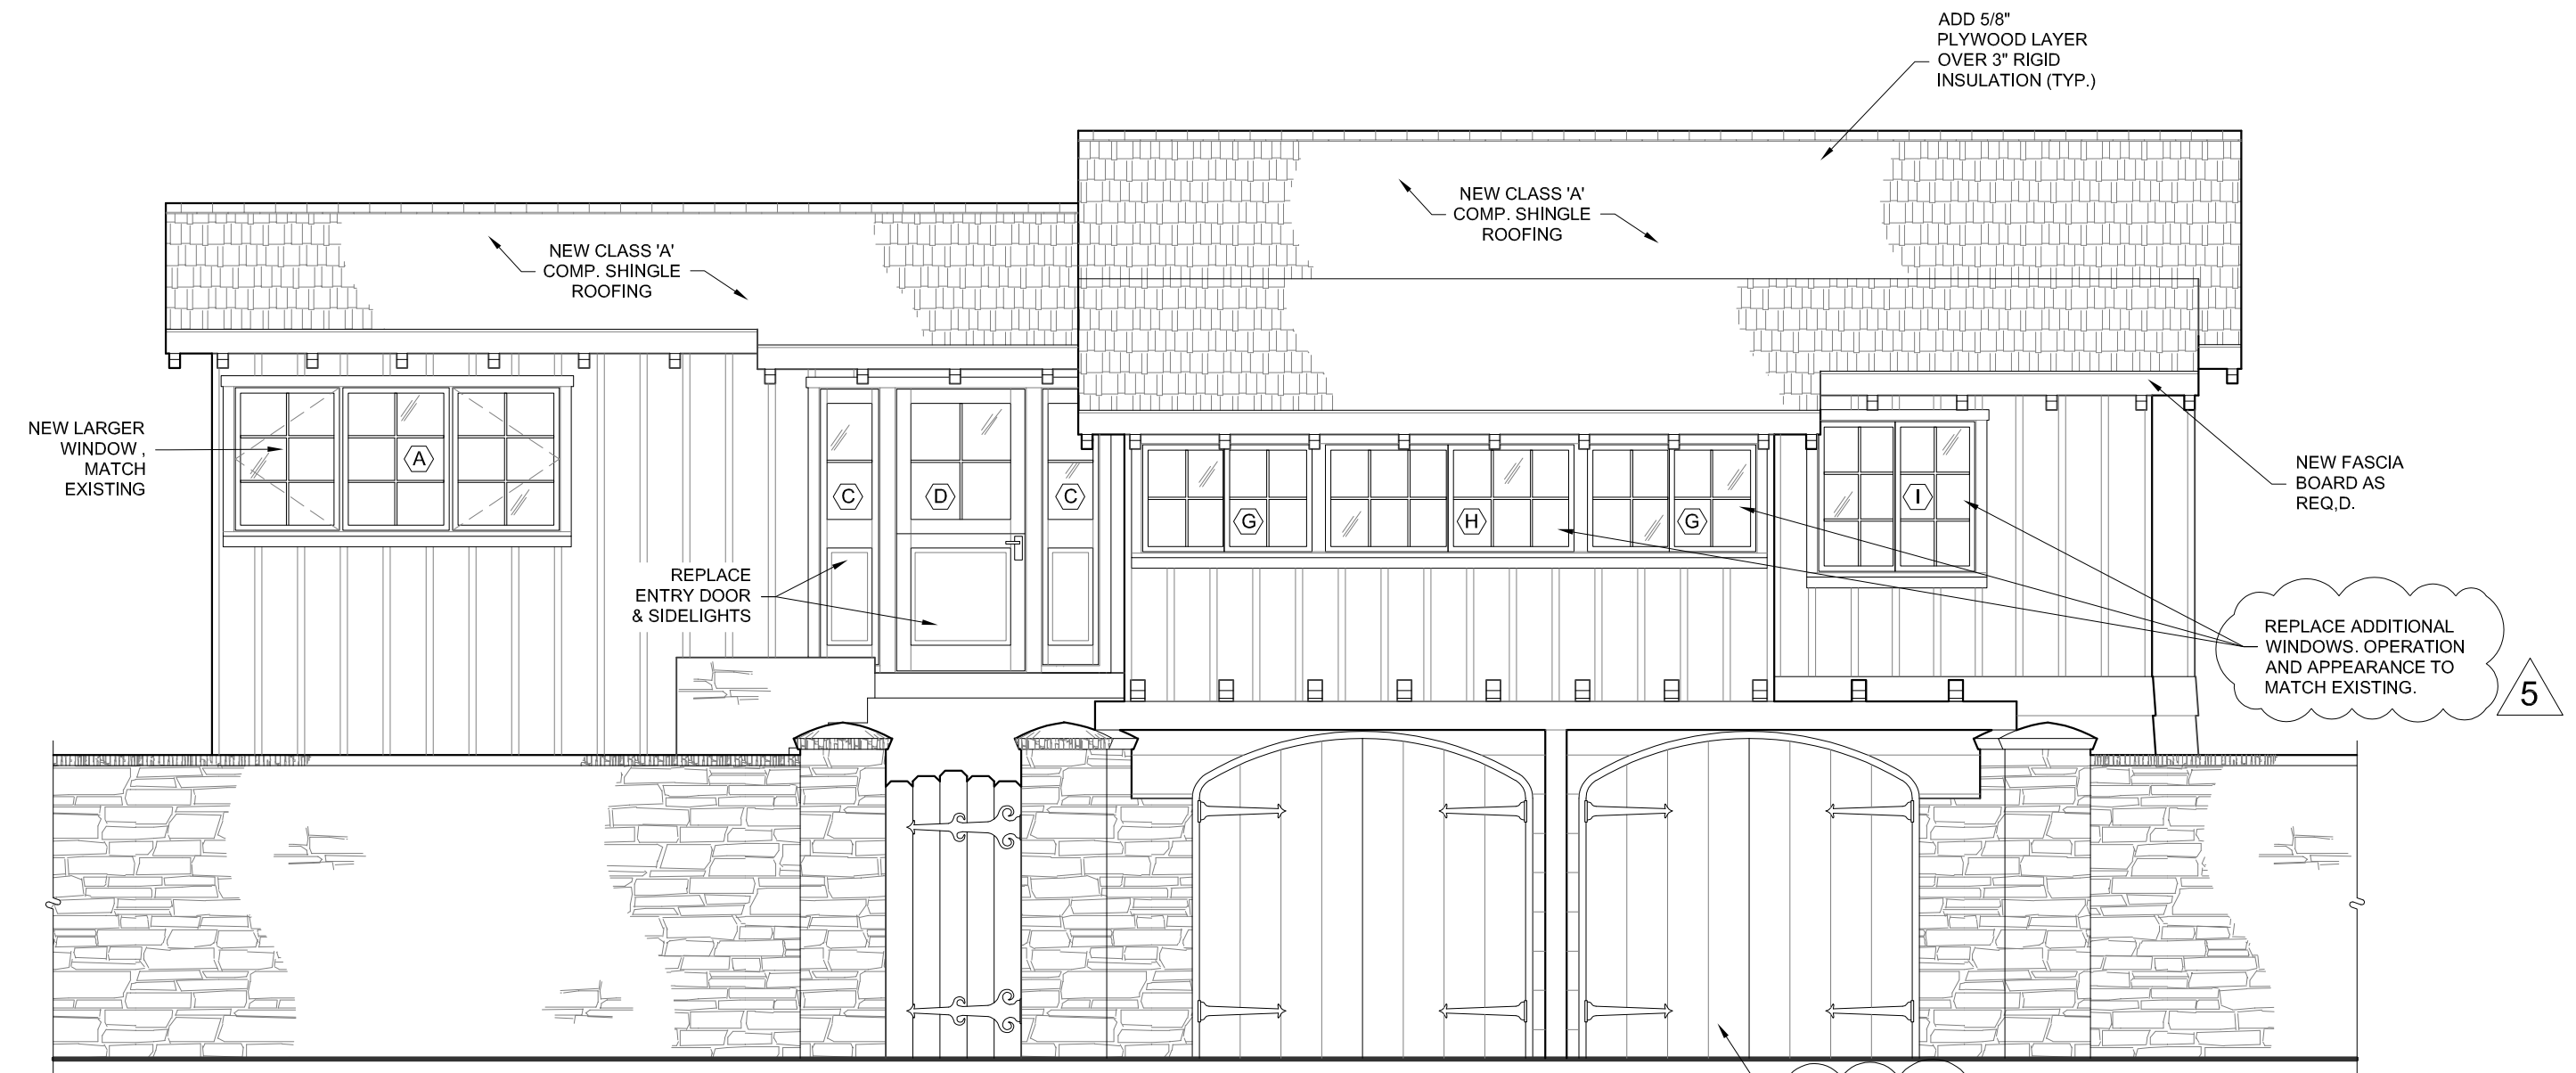 ADD 5/8"
PLYWOOD LAYER
OVER 3" RIGID
INSULATION (TYP.)
NEW CLASS 'A'
COMP. SHINGLE
ROOFING
NEW CLASS 'A'
COMP. SHINGLE
ROOFING
NEW LARGER
WINDOW ,
MATCH
EXISTING
A
C
D
C
G
H
G
I
NEW FASCIA
BOARD AS
REQ,D.
REPLACE
ENTRY DOOR
& SIDELIGHTS
REPLACE ADDITIONAL
WINDOWS. OPERATION
AND APPEARANCE TO
MATCH EXISTING.
5